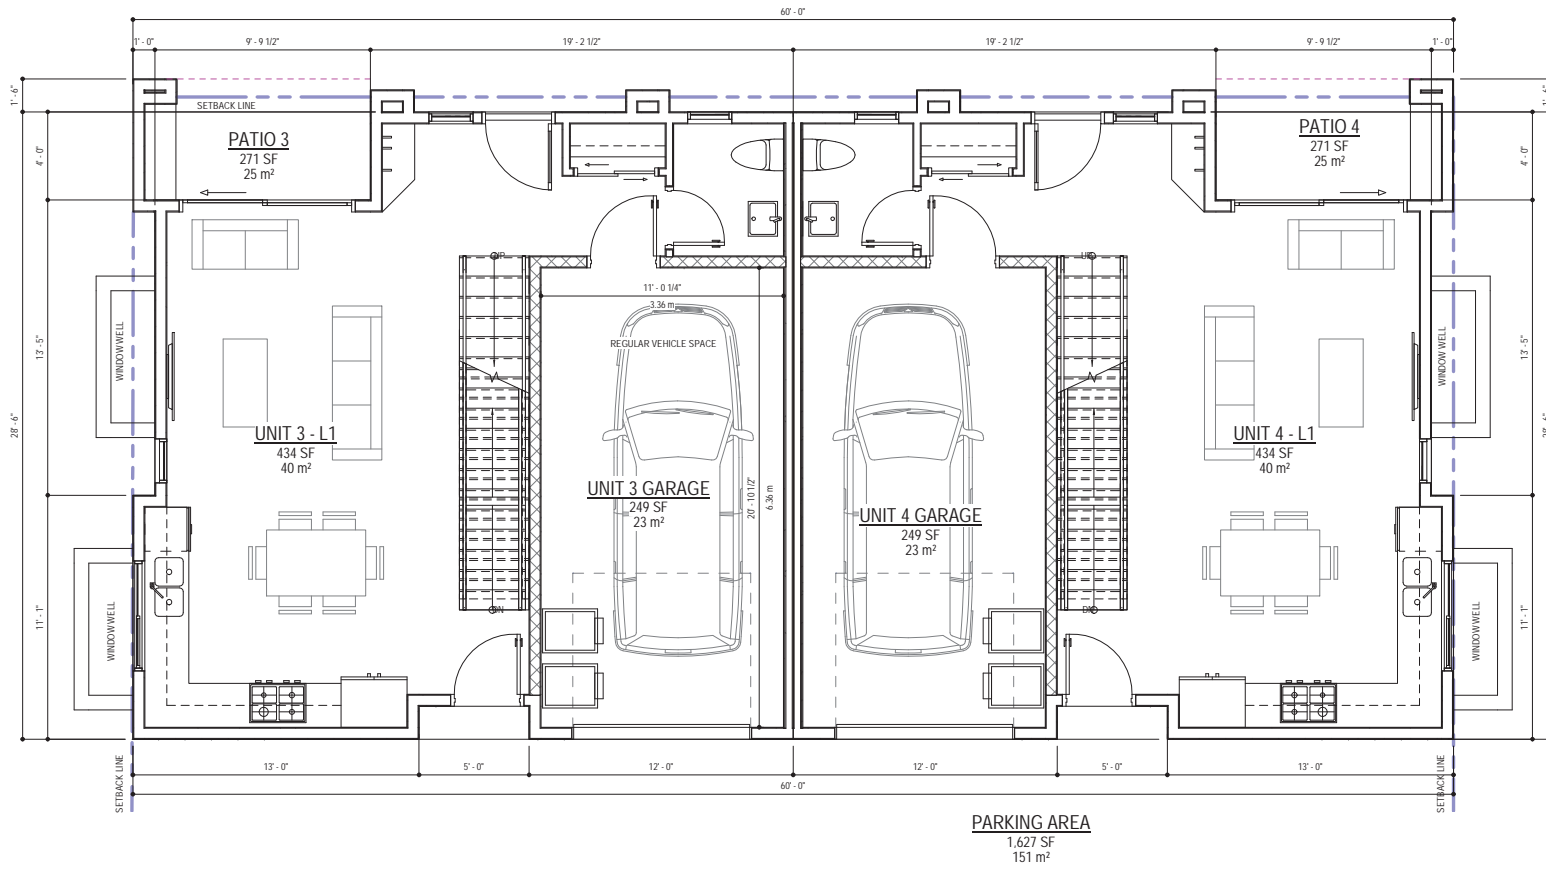 60' - 0"
1' - 0"
9' - 9 1/2"
19' - 2 1/2"
19' - 2 1/2"
9' - 9 1/2"
1' - 0"
1' - 6"
SETBACK LINE
PATIO 3
271 SF
25 m²
PATIO 4
271 SF
25 m²
4' - 0"
4' - 0"
UP
UP
11' - 0 1/4"
3.36 m
REGULAR VEHICLE SPACE
WINDOW WELL
13' - 5"
WINDOW WELL
13' - 5"
28' - 6"
UNIT 3 - L1
434 SF
40 m²
UNIT 4 - L1
434 SF
40 m²
UNIT 3 GARAGE
249 SF
23 m²
20' - 10 1/2"
6.36 m
UNIT 4 GARAGE
249 SF
23 m²
DN
DN
11' - 1"
WINDOW WELL
WINDOW WELL
11' - 1"
SETBACK LINE
13' - 0"
5' - 0"
12' - 0"
12' - 0"
5' - 0"
13' - 0"
SETBACK LINE
60' - 0"
PARKING AREA
1,627 SF
151 m²